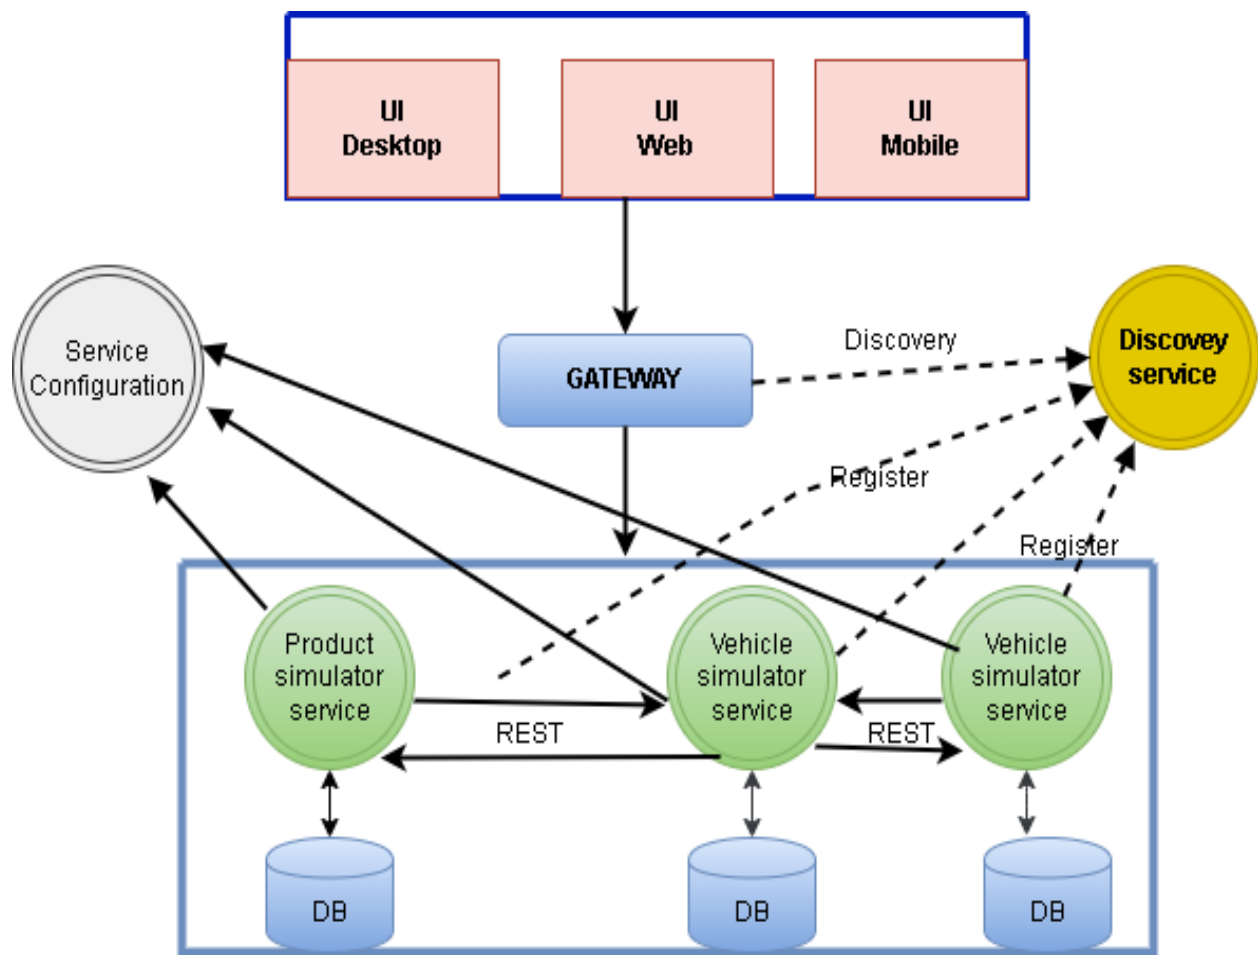 UI
Desktop
UI
Web
UI
Mobile
Service
Configuration
GATEWAY
Discovery
Discovey
service
Register
Register
Product
simulator
service
Vehicle
simulator
service
Vehicle
simulator
service
REST
REST
DB
DB
DB